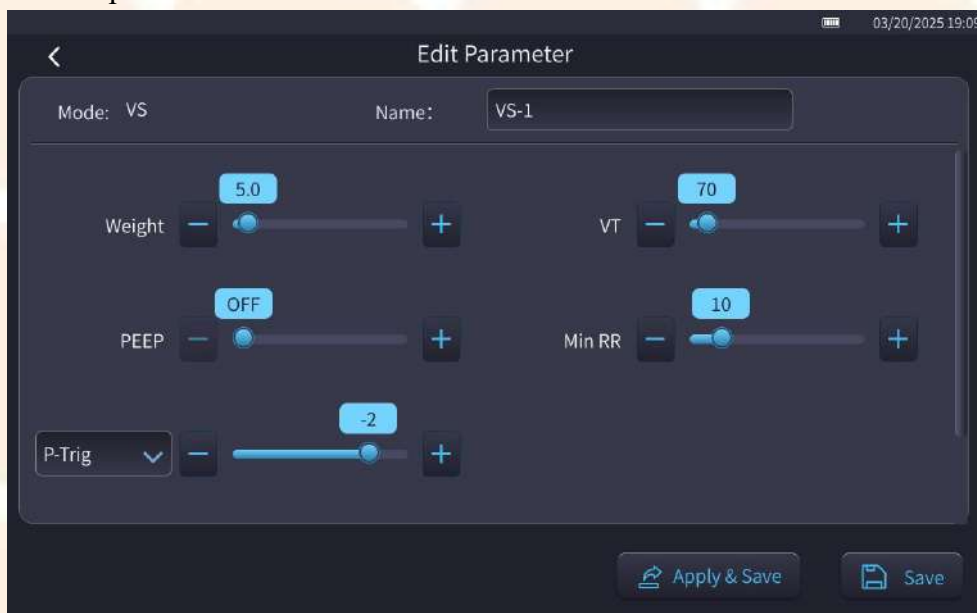 03/20/2025 19:09
Edit Parameter
Mode: VS Name: VS-1
5.0 70
Weight VT
OFF 10
PEEP Min RR
-2
P-Trig
Apply & Save Save